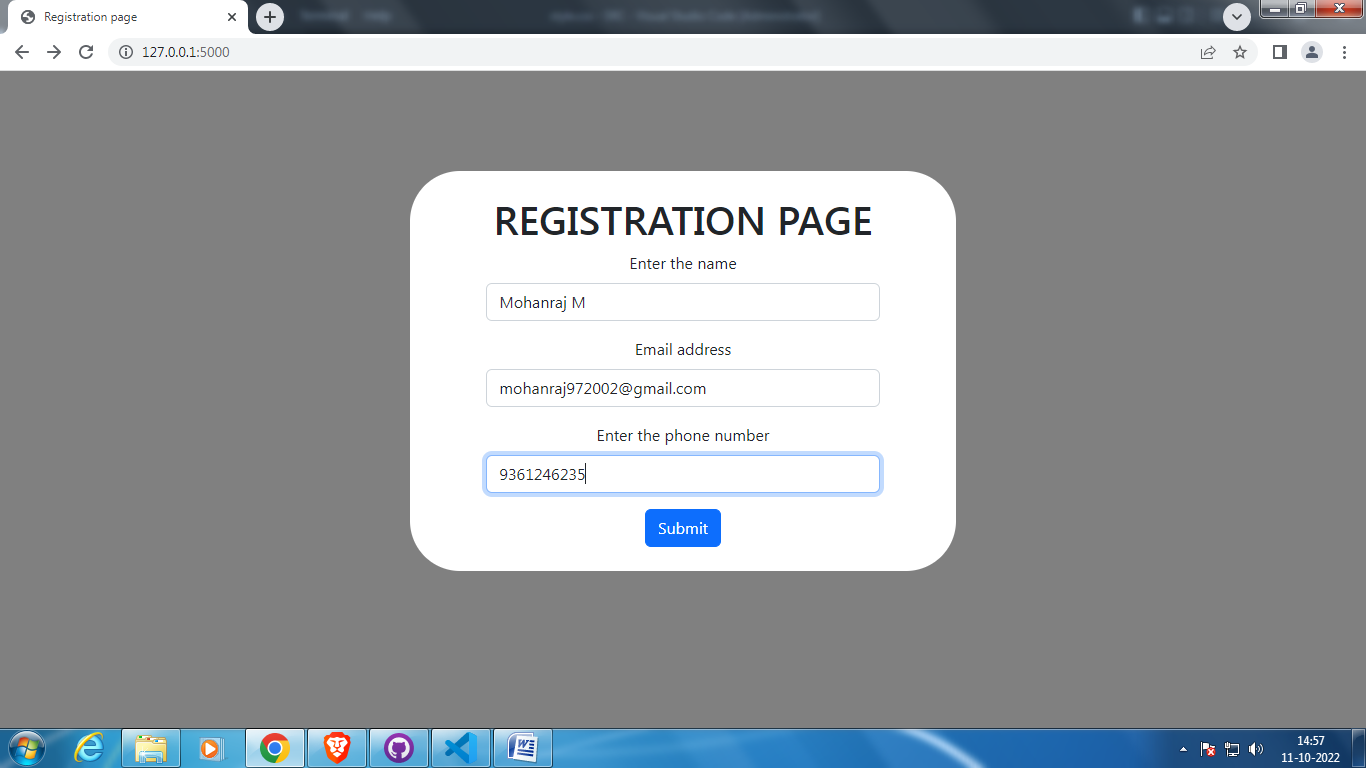 Registration page
127.0.0.1:5000
REGISTRATION PAGE
Enter the name
Mohanraj M
Email address
mohanraj972002@gmail.com
Enter the phone number
9361246235
Submit
14:57
11-10-2022